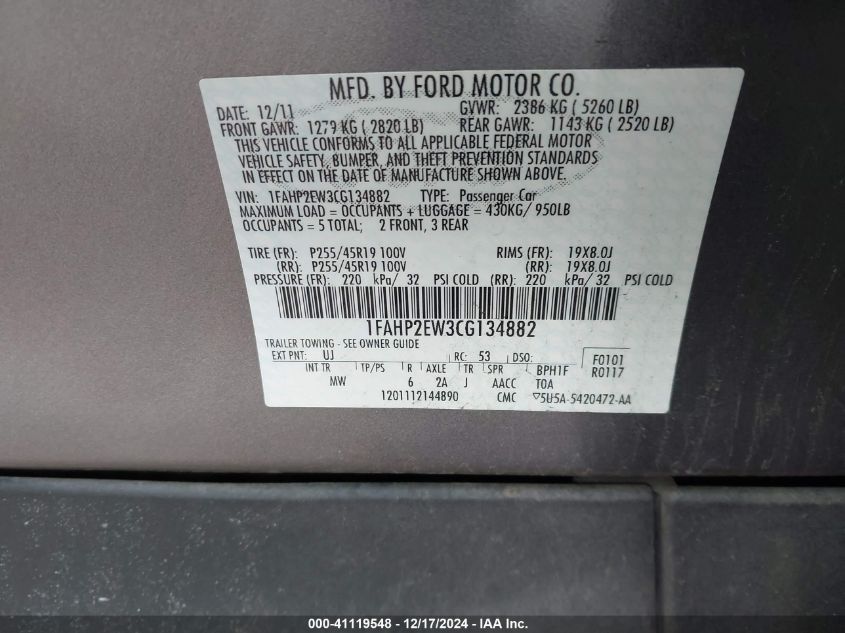 MFD. BY FORD MOTOR CO.
DATE: 12/11 GVWR: 2386 KG ( 5260 LB)
FRONT GAWR: 1279 KG ( 2820 LB) REAR GAWR: 1143 KG ( 2520 LB)
THIS VEHICLE CONFORMS TO ALL APPLICABLE FEDERAL MOTOR
VEHICLE SAFETY, BUMPER, AND THEFT PREVENTION STANDARDS
IN EFFECT ON THE DATE OF MANUFACTURE SHOWN ABOVE.
VIN: 1FAHP2EW3CG134882 TYPE: Passenger Car
MAXIMUM LOAD = OCCUPANTS + LUGGAGE = 430KG/ 950LB
OCCUPANTS = 5 TOTAL; 2 FRONT, 3 REAR
TIRE (FR): P255/45R19 100V RIMS (FR): 19X8.0J
(RR): P255/45R19 100V (RR): 19X8.0J
PRESSURE (FR): 220 kPa/ 32 PSI COLD (RR): 220 kPa/ 32 PSI COLD
1FAHP2EW3CG134882
TRAILER TOWING - SEE OWNER GUIDE
EXT PNT: UJ RC: 53 DSO: F0101
INT TR TP/PS R AXLE TR SPR BPH1F R0117
MW 6 2A J AACC TOA
1201112144890 CMC ▽5U5A-5420472-AA
000-41119548 - 12/17/2024 - IAA Inc.